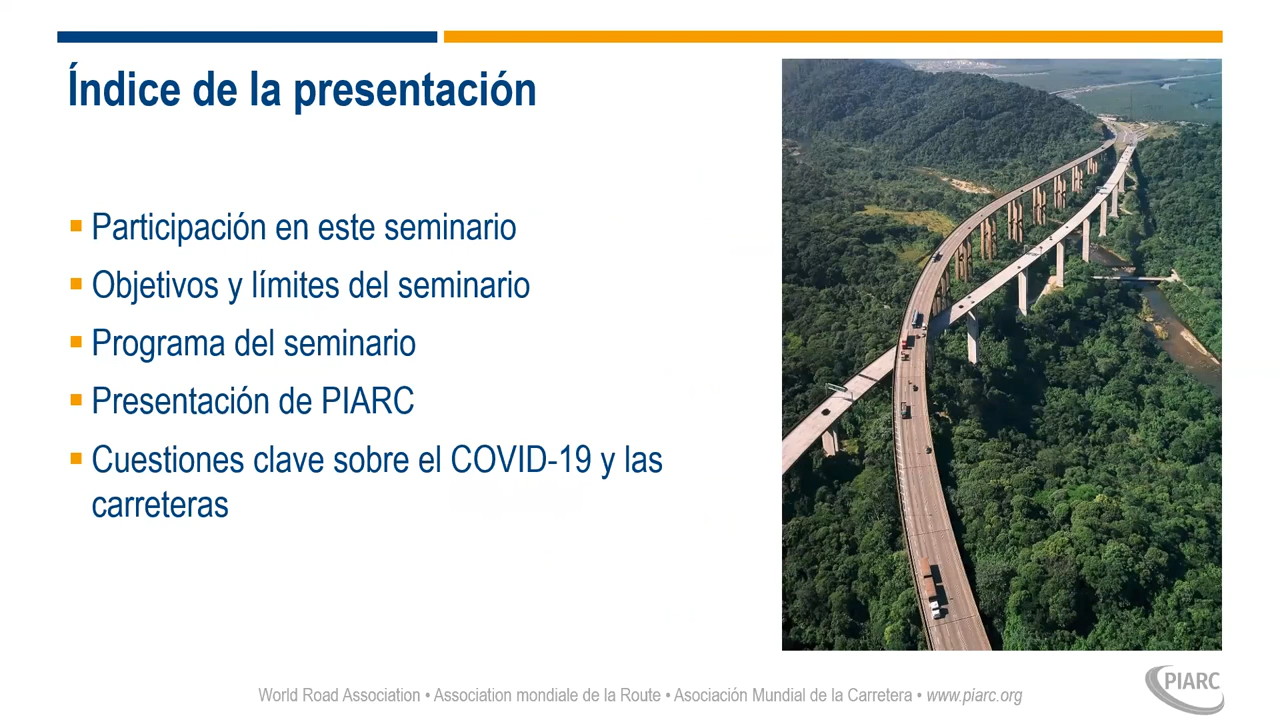 Índice de la presentación
Participación en este seminario
Objetivos y límites del seminario
Programa del seminario
Presentación de PIARC
Cuestiones clave sobre el COVID-19 y las
carreteras
World Road Association • Association mondiale de la Route • Asociación Mundial de la Carretera • www.piarc.org
PIARC